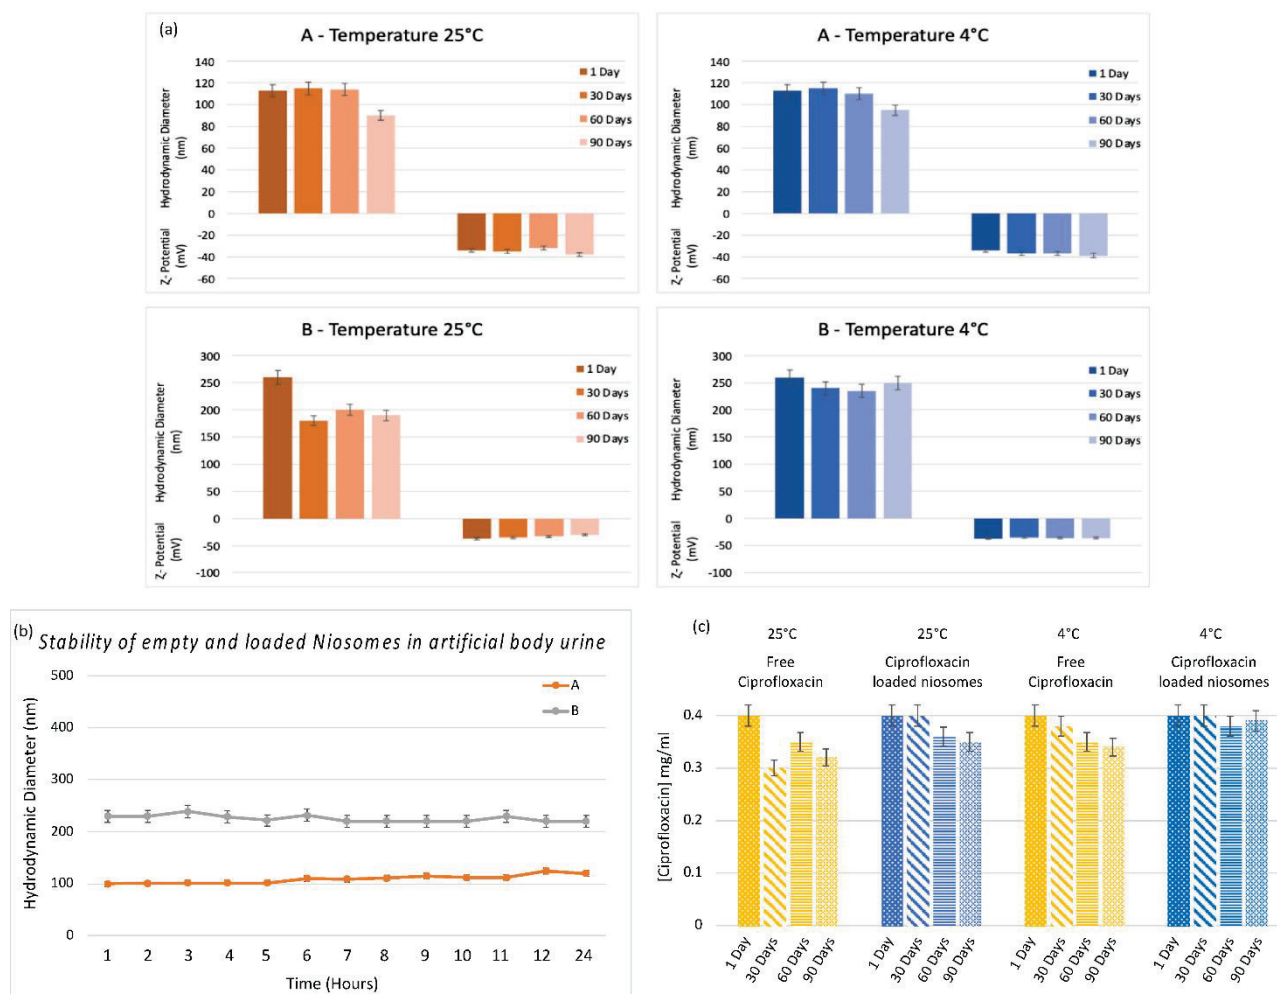 (a)
A - Temperature 25°C
Hydrodynamic Diameter
(nm)
Z- Potential
(mV)
140
120
100
80
60
40
20
0
-20
-40
-60
1 Day
30 Days
60 Days
90 Days
A - Temperature 4°C
Hydrodynamic Diameter
(nm)
Z- Potential
(mV)
140
120
100
80
60
40
20
0
-20
-40
-60
1 Day
30 Days
60 Days
90 Days
B - Temperature 25°C
Hydrodynamic Diameter
(nm)
Z- Potential
(mV)
300
250
200
150
100
50
0
-50
-100
1 Day
30 Days
60 Days
90 Days
B - Temperature 4°C
Hydrodynamic Diameter
(nm)
Z- Potential
(mV)
300
250
200
150
100
50
0
-50
-100
1 Day
30 Days
60 Days
90 Days
(b)
Stability of empty and loaded Niosomes in artificial body urine
Hydrodynamic Diameter (nm)
500
400
300
200
100
0
A
B
1 2 3 4 5 6 7 8 9 10 11 12 24
Time (Hours)
(c)
25°C 25°C 4°C 4°C
Free Ciprofloxacin Free Ciprofloxacin
Ciprofloxacin loaded niosomes Ciprofloxacin loaded niosomes
[Ciprofloxacin] mg/ml
0.4
0.3
0.2
0.1
0
1 Day 30 Days 60 Days 90 Days 1 Day 30 Days 60 Days 90 Days 1 Day 30 Days 60 Days 90 Days 1 Day 30 Days 60 Days 90 Days